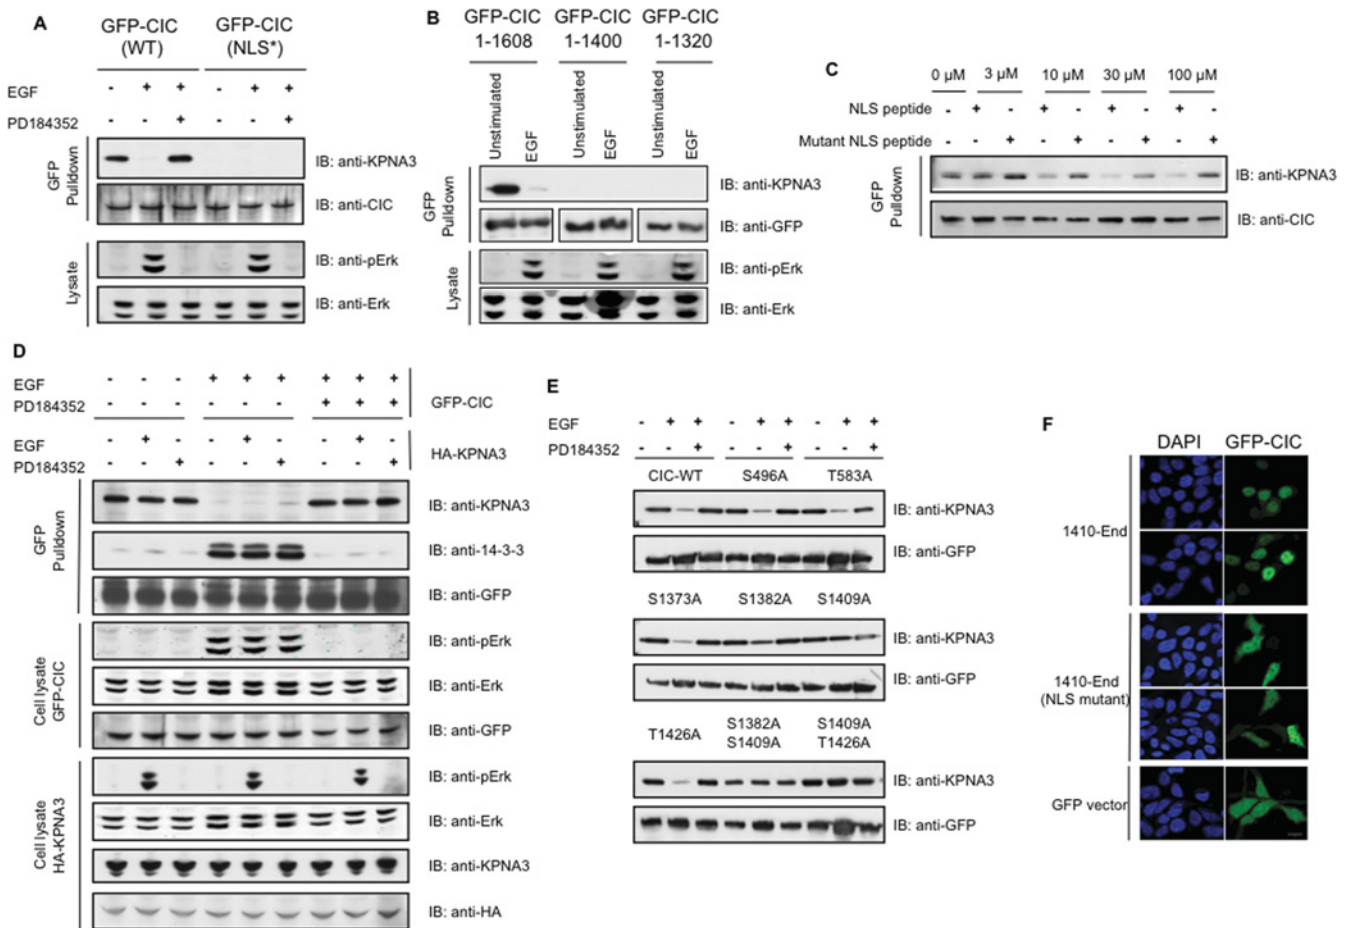 A
GFP-CIC (WT)
GFP-CIC (NLS*)
EGF - + + - + +
PD184352 - - + - - +
GFP Pulldown
IB: anti-KPNA3
IB: anti-CIC
Lysate
IB: anti-pErk
IB: anti-Erk
B
GFP-CIC 1-1608
GFP-CIC 1-1400
GFP-CIC 1-1320
Unstimulated
EGF
Unstimulated
EGF
Unstimulated
EGF
GFP Pulldown
IB: anti-KPNA3
IB: anti-GFP
Lysate
IB: anti-pErk
IB: anti-Erk
C
0 µM 3 µM 10 µM 30 µM 100 µM
NLS peptide - + - + - + - + -
Mutant NLS peptide - - + - + - + - +
GFP Pulldown
IB: anti-KPNA3
IB: anti-CIC
D
EGF - - - + + + + + +
PD184352 - - - - - - + + +
GFP-CIC
EGF - + - - + - - + -
PD184352 - - + - - + - - +
HA-KPNA3
GFP Pulldown
IB: anti-KPNA3
IB: anti-14-3-3
IB: anti-GFP
Cell lysate GFP-CIC
IB: anti-pErk
IB: anti-Erk
IB: anti-GFP
Cell lysate HA-KPNA3
IB: anti-pErk
IB: anti-Erk
IB: anti-KPNA3
IB: anti-HA
E
EGF - + + - + + - + +
PD184352 - - + - - + - - +
CIC-WT S496A T583A
IB: anti-KPNA3
IB: anti-GFP
S1373A S1382A S1409A
IB: anti-KPNA3
IB: anti-GFP
T1426A
S1382A S1409A
S1409A T1426A
IB: anti-KPNA3
IB: anti-GFP
F
DAPI GFP-CIC
1410-End
1410-End
(NLS mutant)
GFP vector